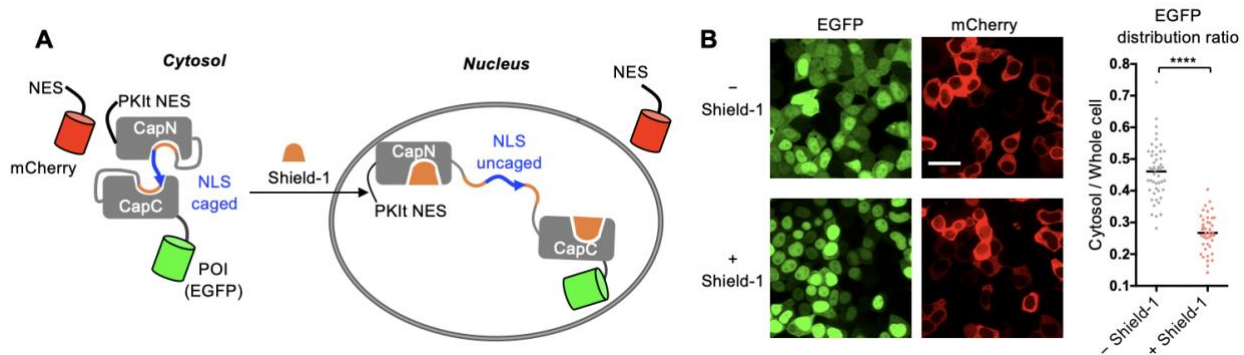 A
Cytosol
Nucleus
NES
PKIt NES
CapN
mCherry
NLS
caged
CapC
POI
(EGFP)
Shield-1
CapN
NLS
uncaged
PKIt NES
CapC
NES
B
EGFP
mCherry
–
Shield-1
+
Shield-1
EGFP
distribution ratio
****
Cytosol / Whole cell
0.8
0.7
0.6
0.5
0.4
0.3
0.2
0.1
– Shield-1
+ Shield-1